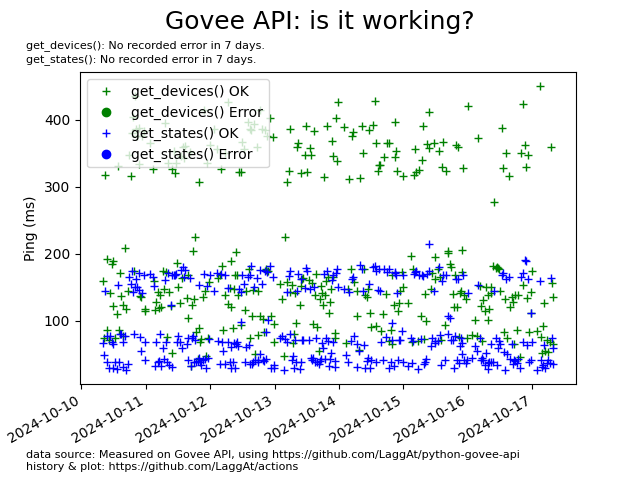 Govee API: is it working?
get_devices(): No recorded error in 7 days.
get_states(): No recorded error in 7 days.
get_devices() OK
get_devices() Error
get_states() OK
get_states() Error
Ping (ms)
400
300
200
100
2024-10-10
2024-10-11
2024-10-12
2024-10-13
2024-10-14
2024-10-15
2024-10-16
2024-10-17
data source: Measured on Govee API, using https://github.com/LaggAt/python-govee-api
history & plot: https://github.com/LaggAt/actions